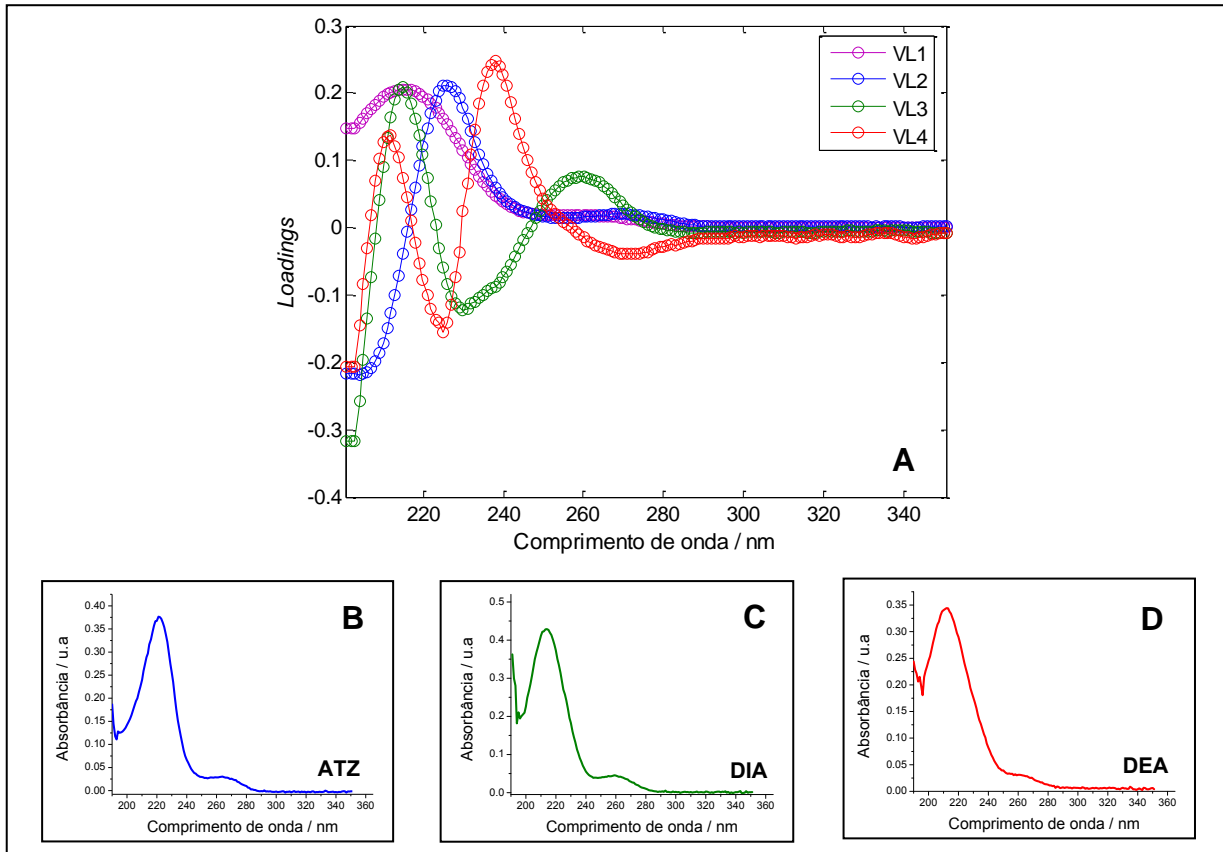 0.3
0.2
0.1
0
-0.1
-0.2
-0.3
-0.4
Loadings
VL1
VL2
VL3
VL4
A
220 240 260 280 300 320 340
Comprimento de onda / nm
B
0.40
0.35
0.30
0.25
0.20
0.15
0.10
0.05
0.00
Absorbância / u.a
ATZ
200 220 240 260 280 300 320 340 360
Comprimento de onda / nm
C
0.5
0.4
0.3
0.2
0.1
0.0
Absorbância / u.a
DIA
200 220 240 260 280 300 320 340 360
Comprimento de onda / nm
D
0.35
0.30
0.25
0.20
0.15
0.10
0.05
0.00
Absorbância / u.a
DEA
200 220 240 260 280 300 320 340 360
Comprimento de onda / nm